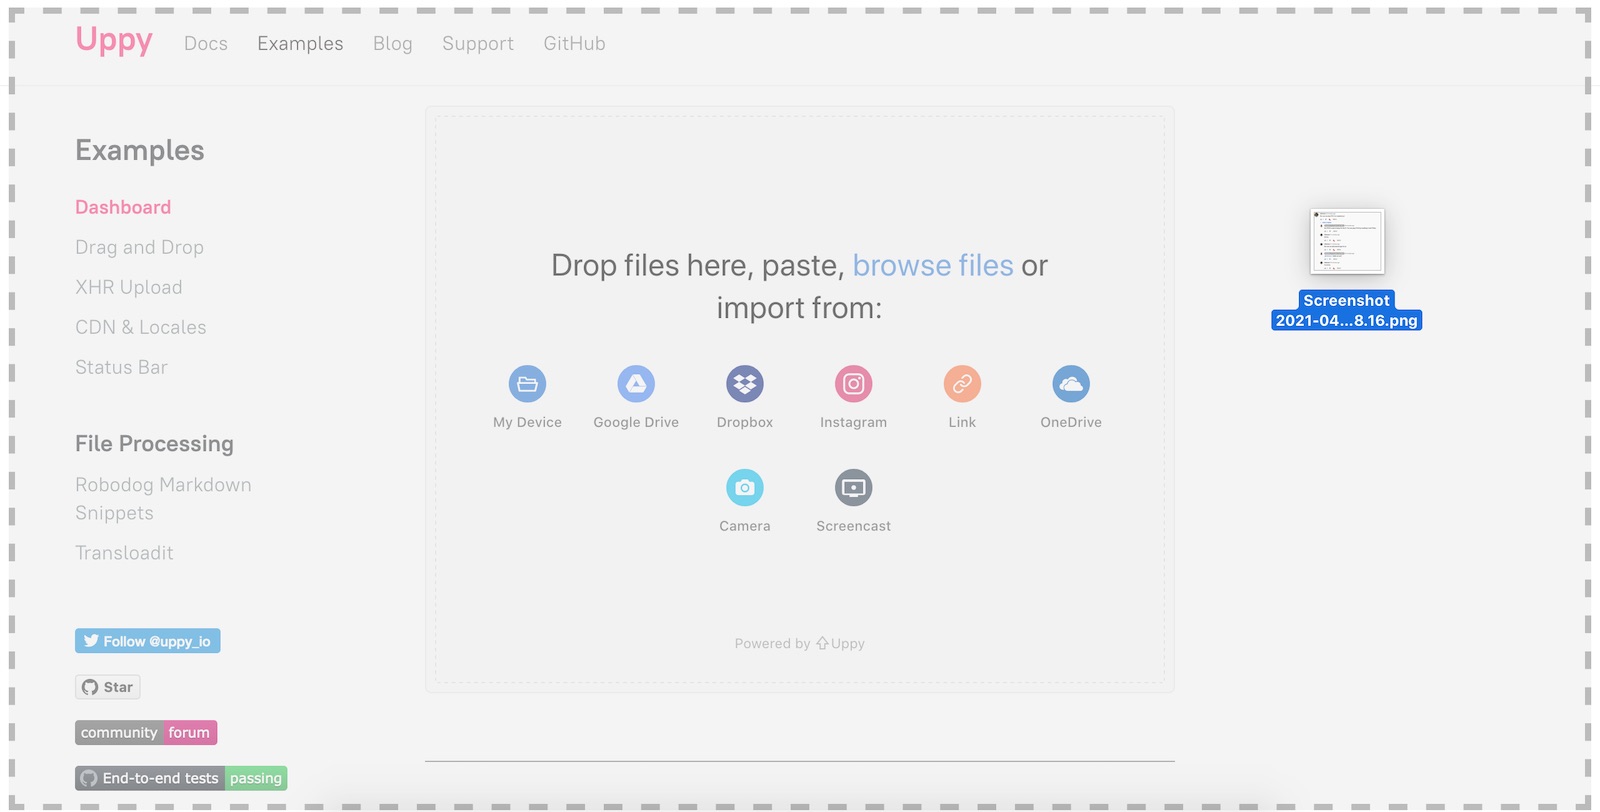 Uppy
Docs
Examples
Blog
Support
GitHub
Examples
Dashboard
Drag and Drop
XHR Upload
CDN & Locales
Status Bar
File Processing
Robodog Markdown
Snippets
Transloadit
Follow @uppy_io
Star
community forum
End-to-end tests passing
Drop files here, paste, browse files or
import from:
My Device
Google Drive
Dropbox
Instagram
Link
OneDrive
Camera
Screencast
Powered by Uppy
Screenshot
2021-04...8.16.png